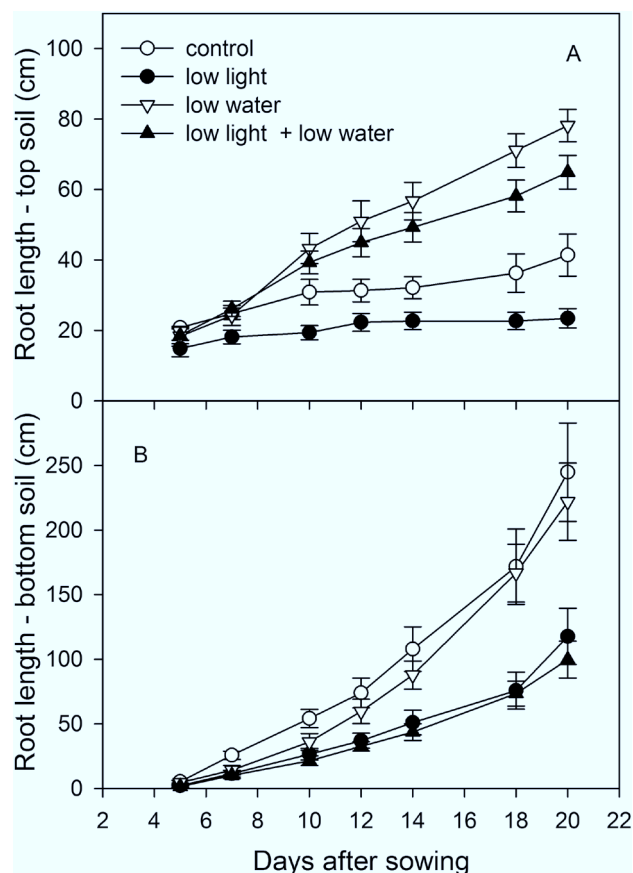 Root length - top soil (cm)
100
80
60
40
20
0
control
low light
low water
low light + low water
A
Root length - bottom soil (cm)
250
200
150
100
50
0
B
2 4 6 8 10 12 14 16 18 20 22
Days after sowing